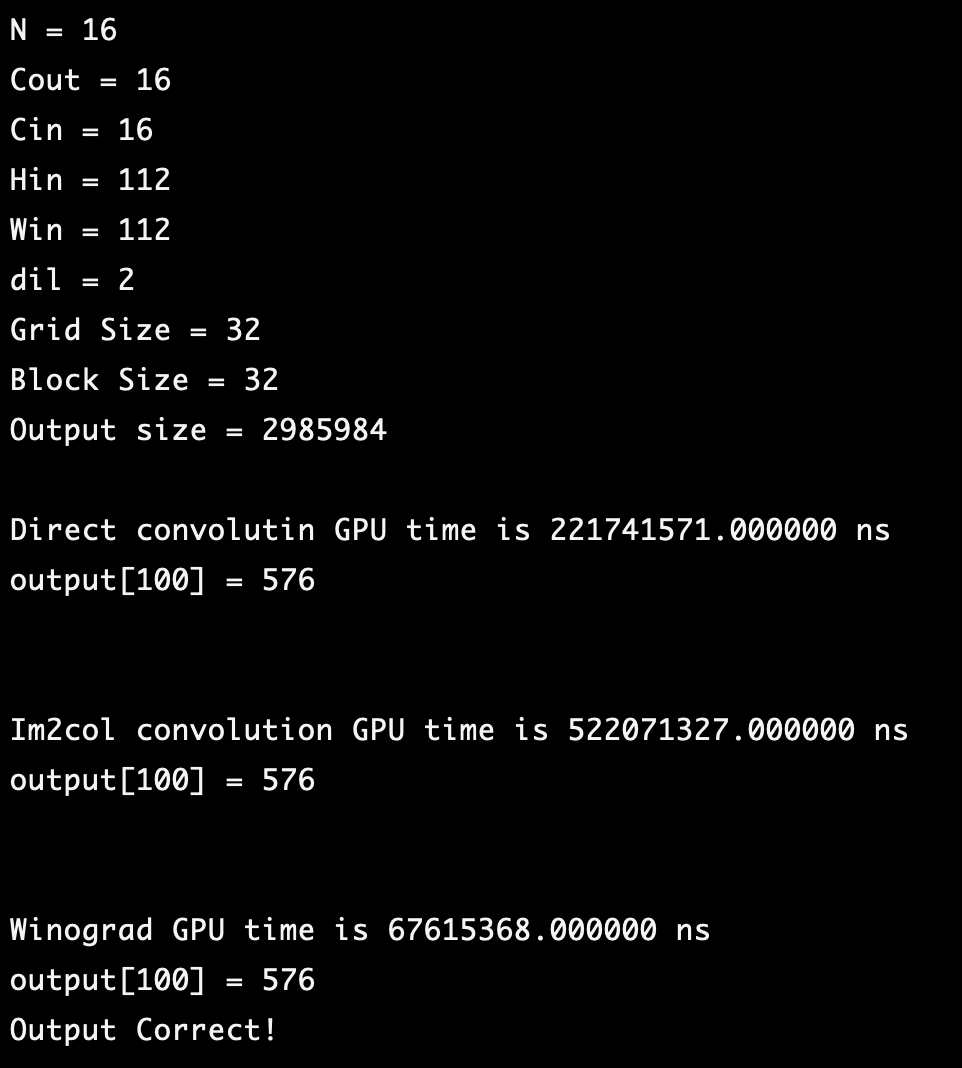 N = 16
Cout = 16
Cin = 16
Hin = 112
Win = 112
dil = 2
Grid Size = 32
Block Size = 32
Output size = 2985984
Direct convolutin GPU time is 221741571.000000 ns
output[100] = 576
Im2col convolution GPU time is 522071327.000000 ns
output[100] = 576
Winograd GPU time is 67615368.000000 ns
output[100] = 576
Output Correct!